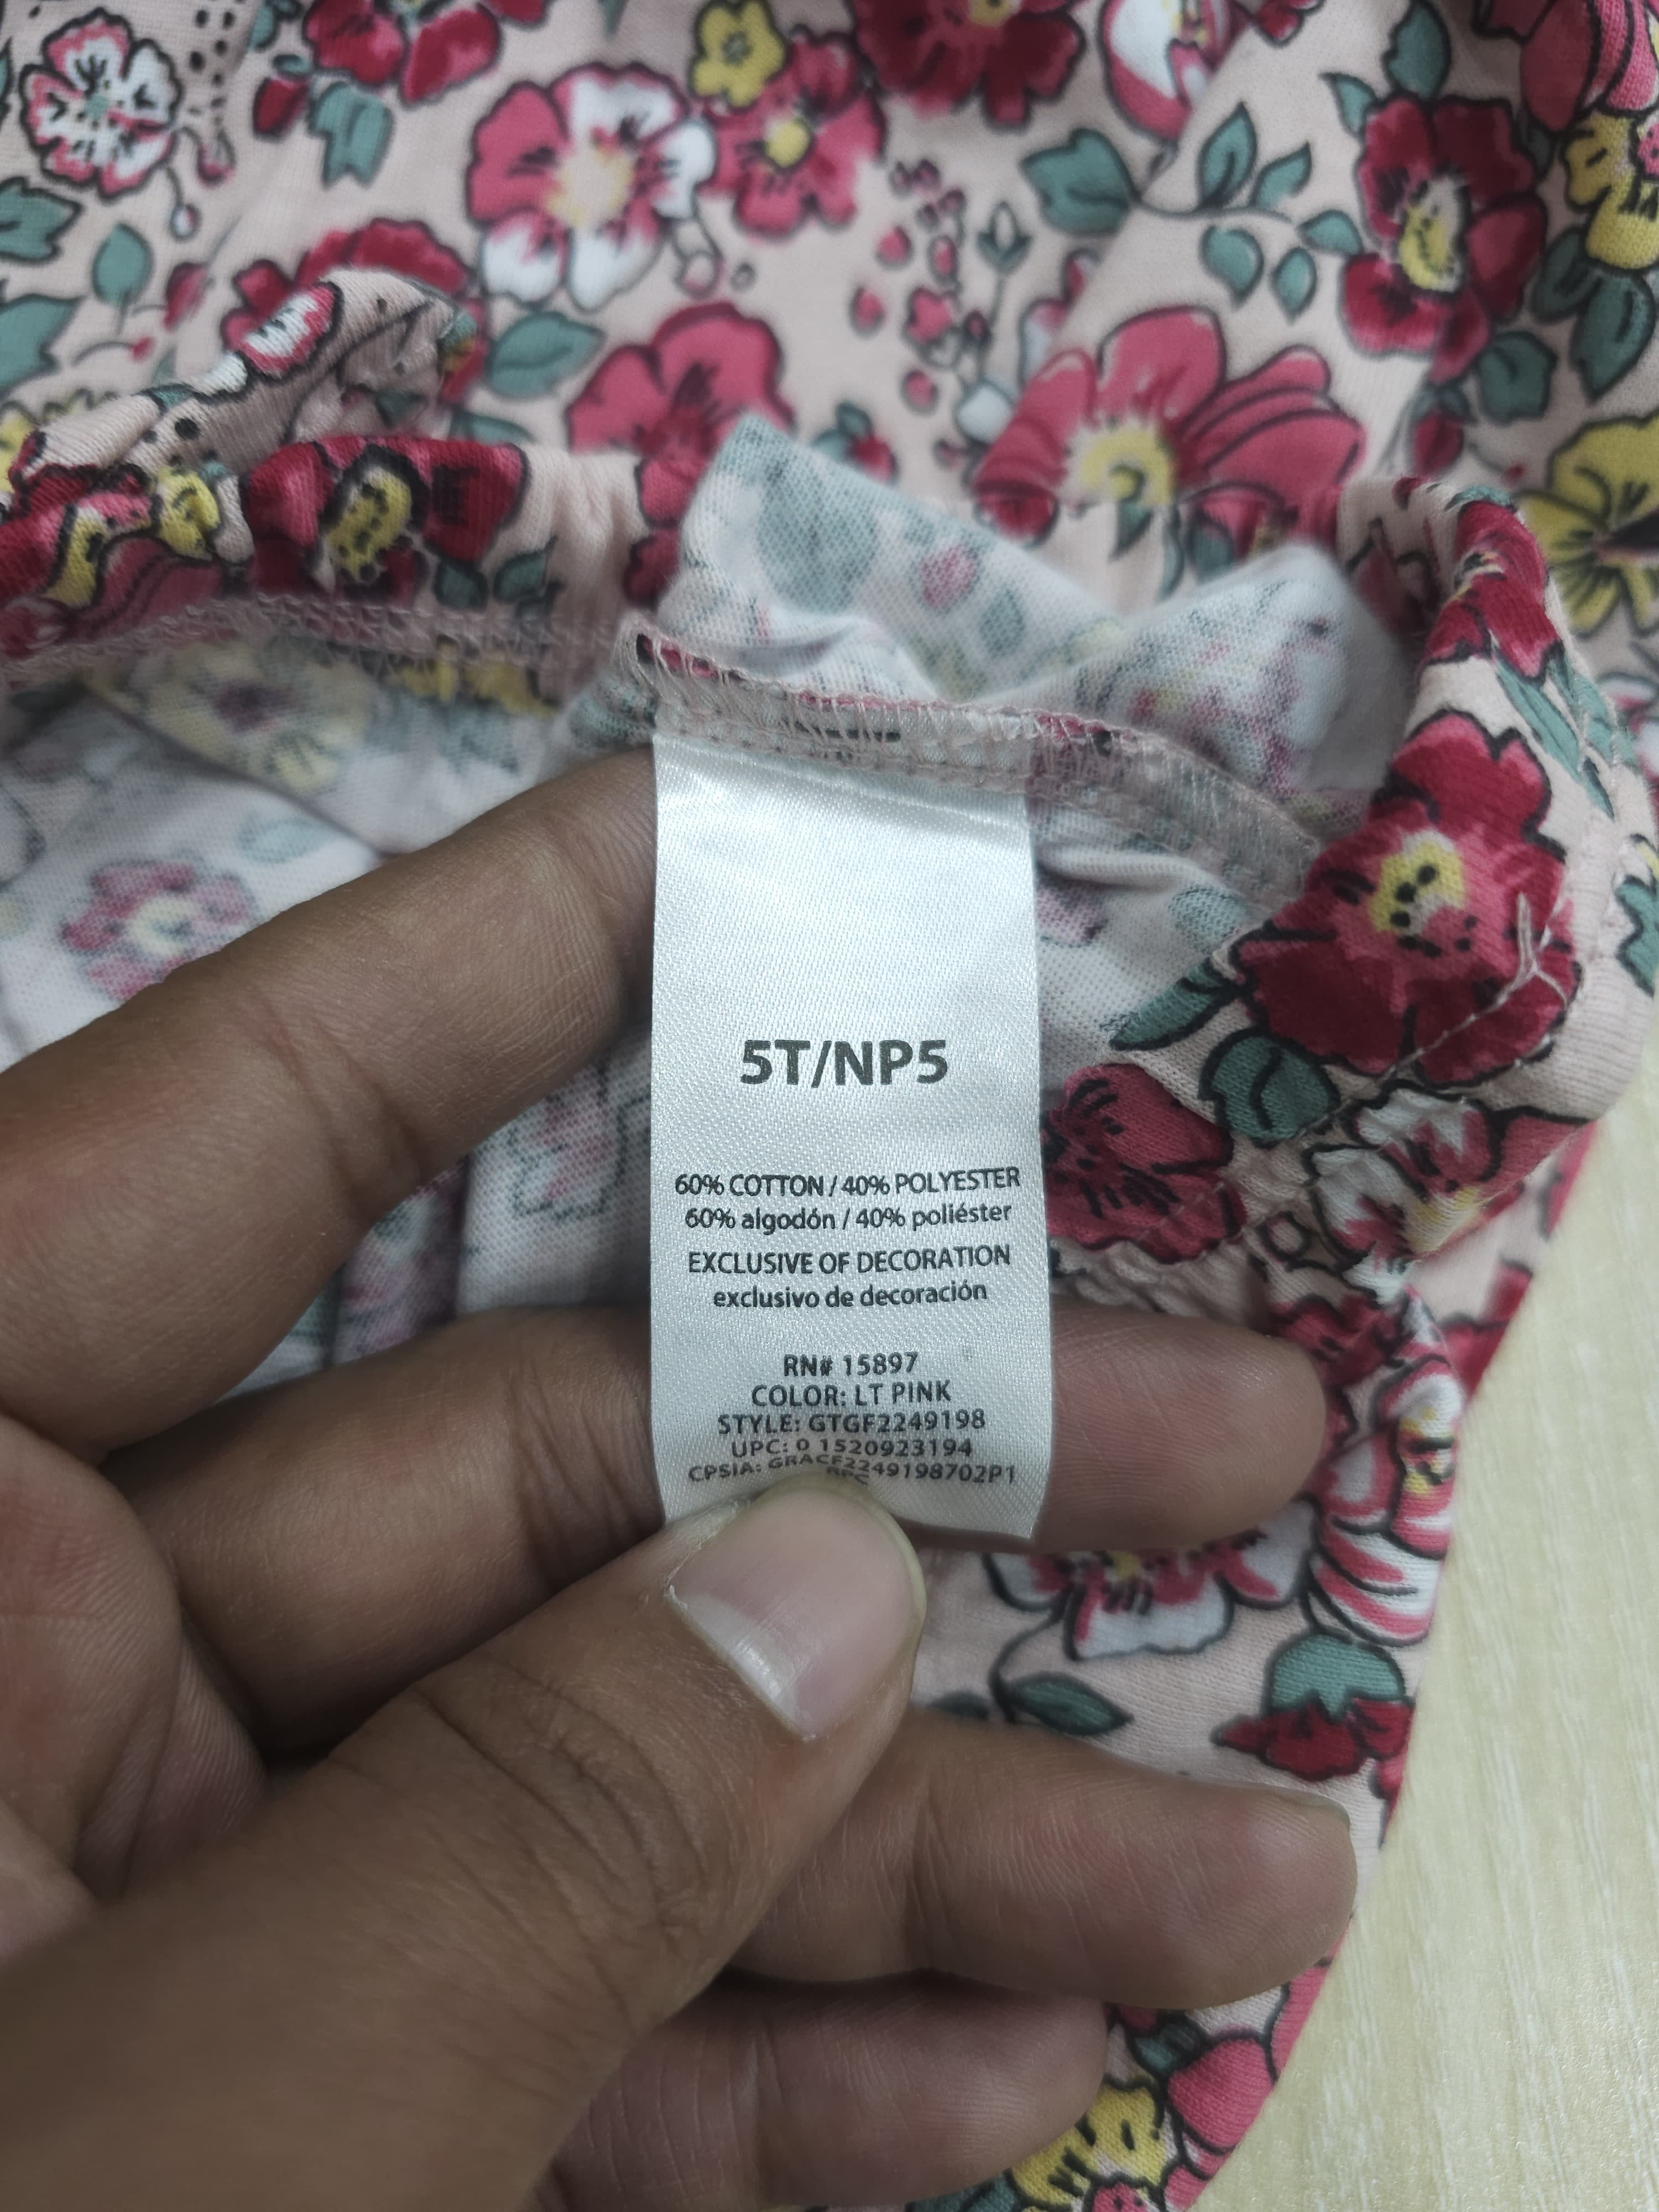 5T/NP5
60% COTTON / 40% POLYESTER
60% algodón / 40% poliéster
EXCLUSIVE OF DECORATION
exclusivo de decoración
RN# 15897
COLOR: LT PINK
STYLE: GTGF2249198
UPC: 0 1520923194
CPSIA: GRACF2249198702P1